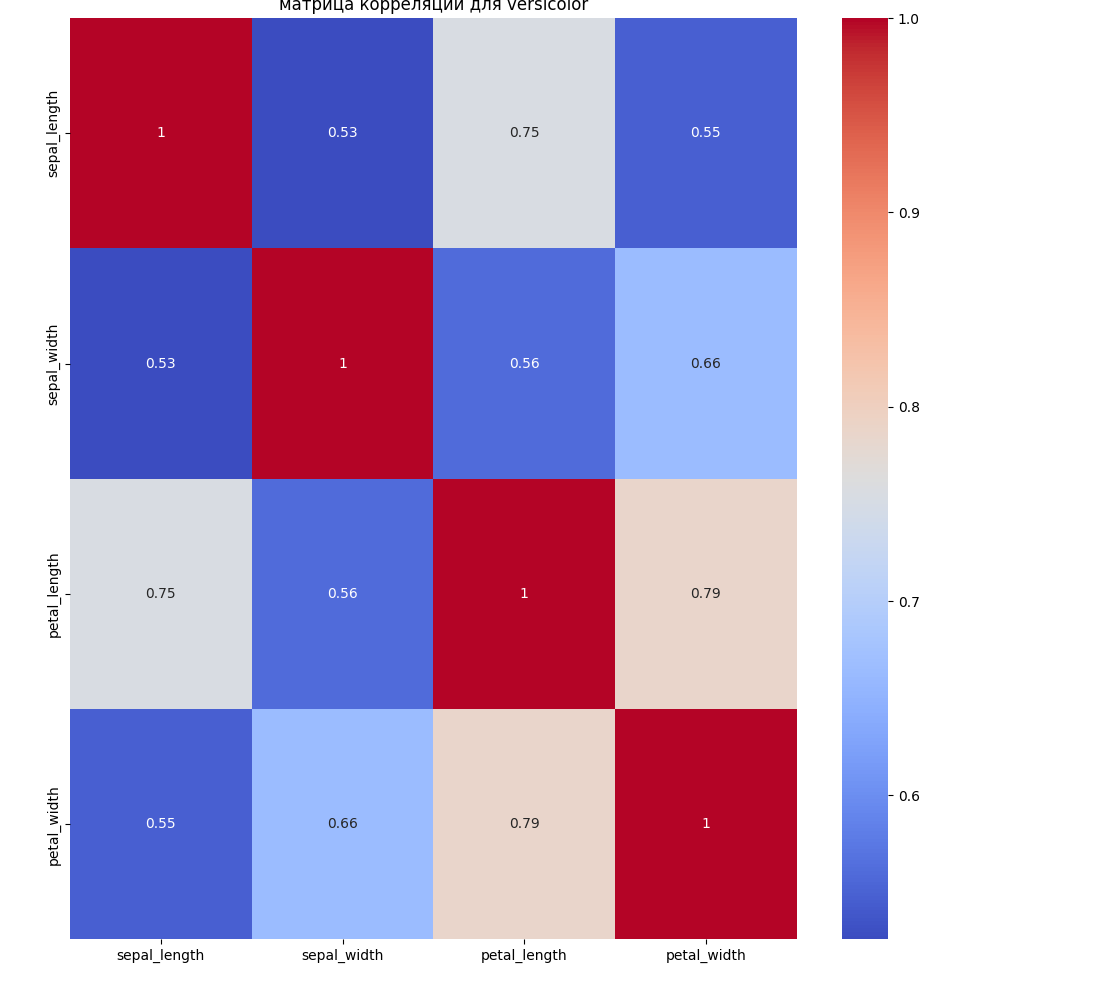 матрица корреляции для versicolor
sepal_length
1
0.53
0.75
0.55
sepal_width
0.53
1
0.56
0.66
petal_length
0.75
0.56
1
0.79
petal_width
0.55
0.66
0.79
1
sepal_length
sepal_width
petal_length
petal_width
1.0
0.9
0.8
0.7
0.6